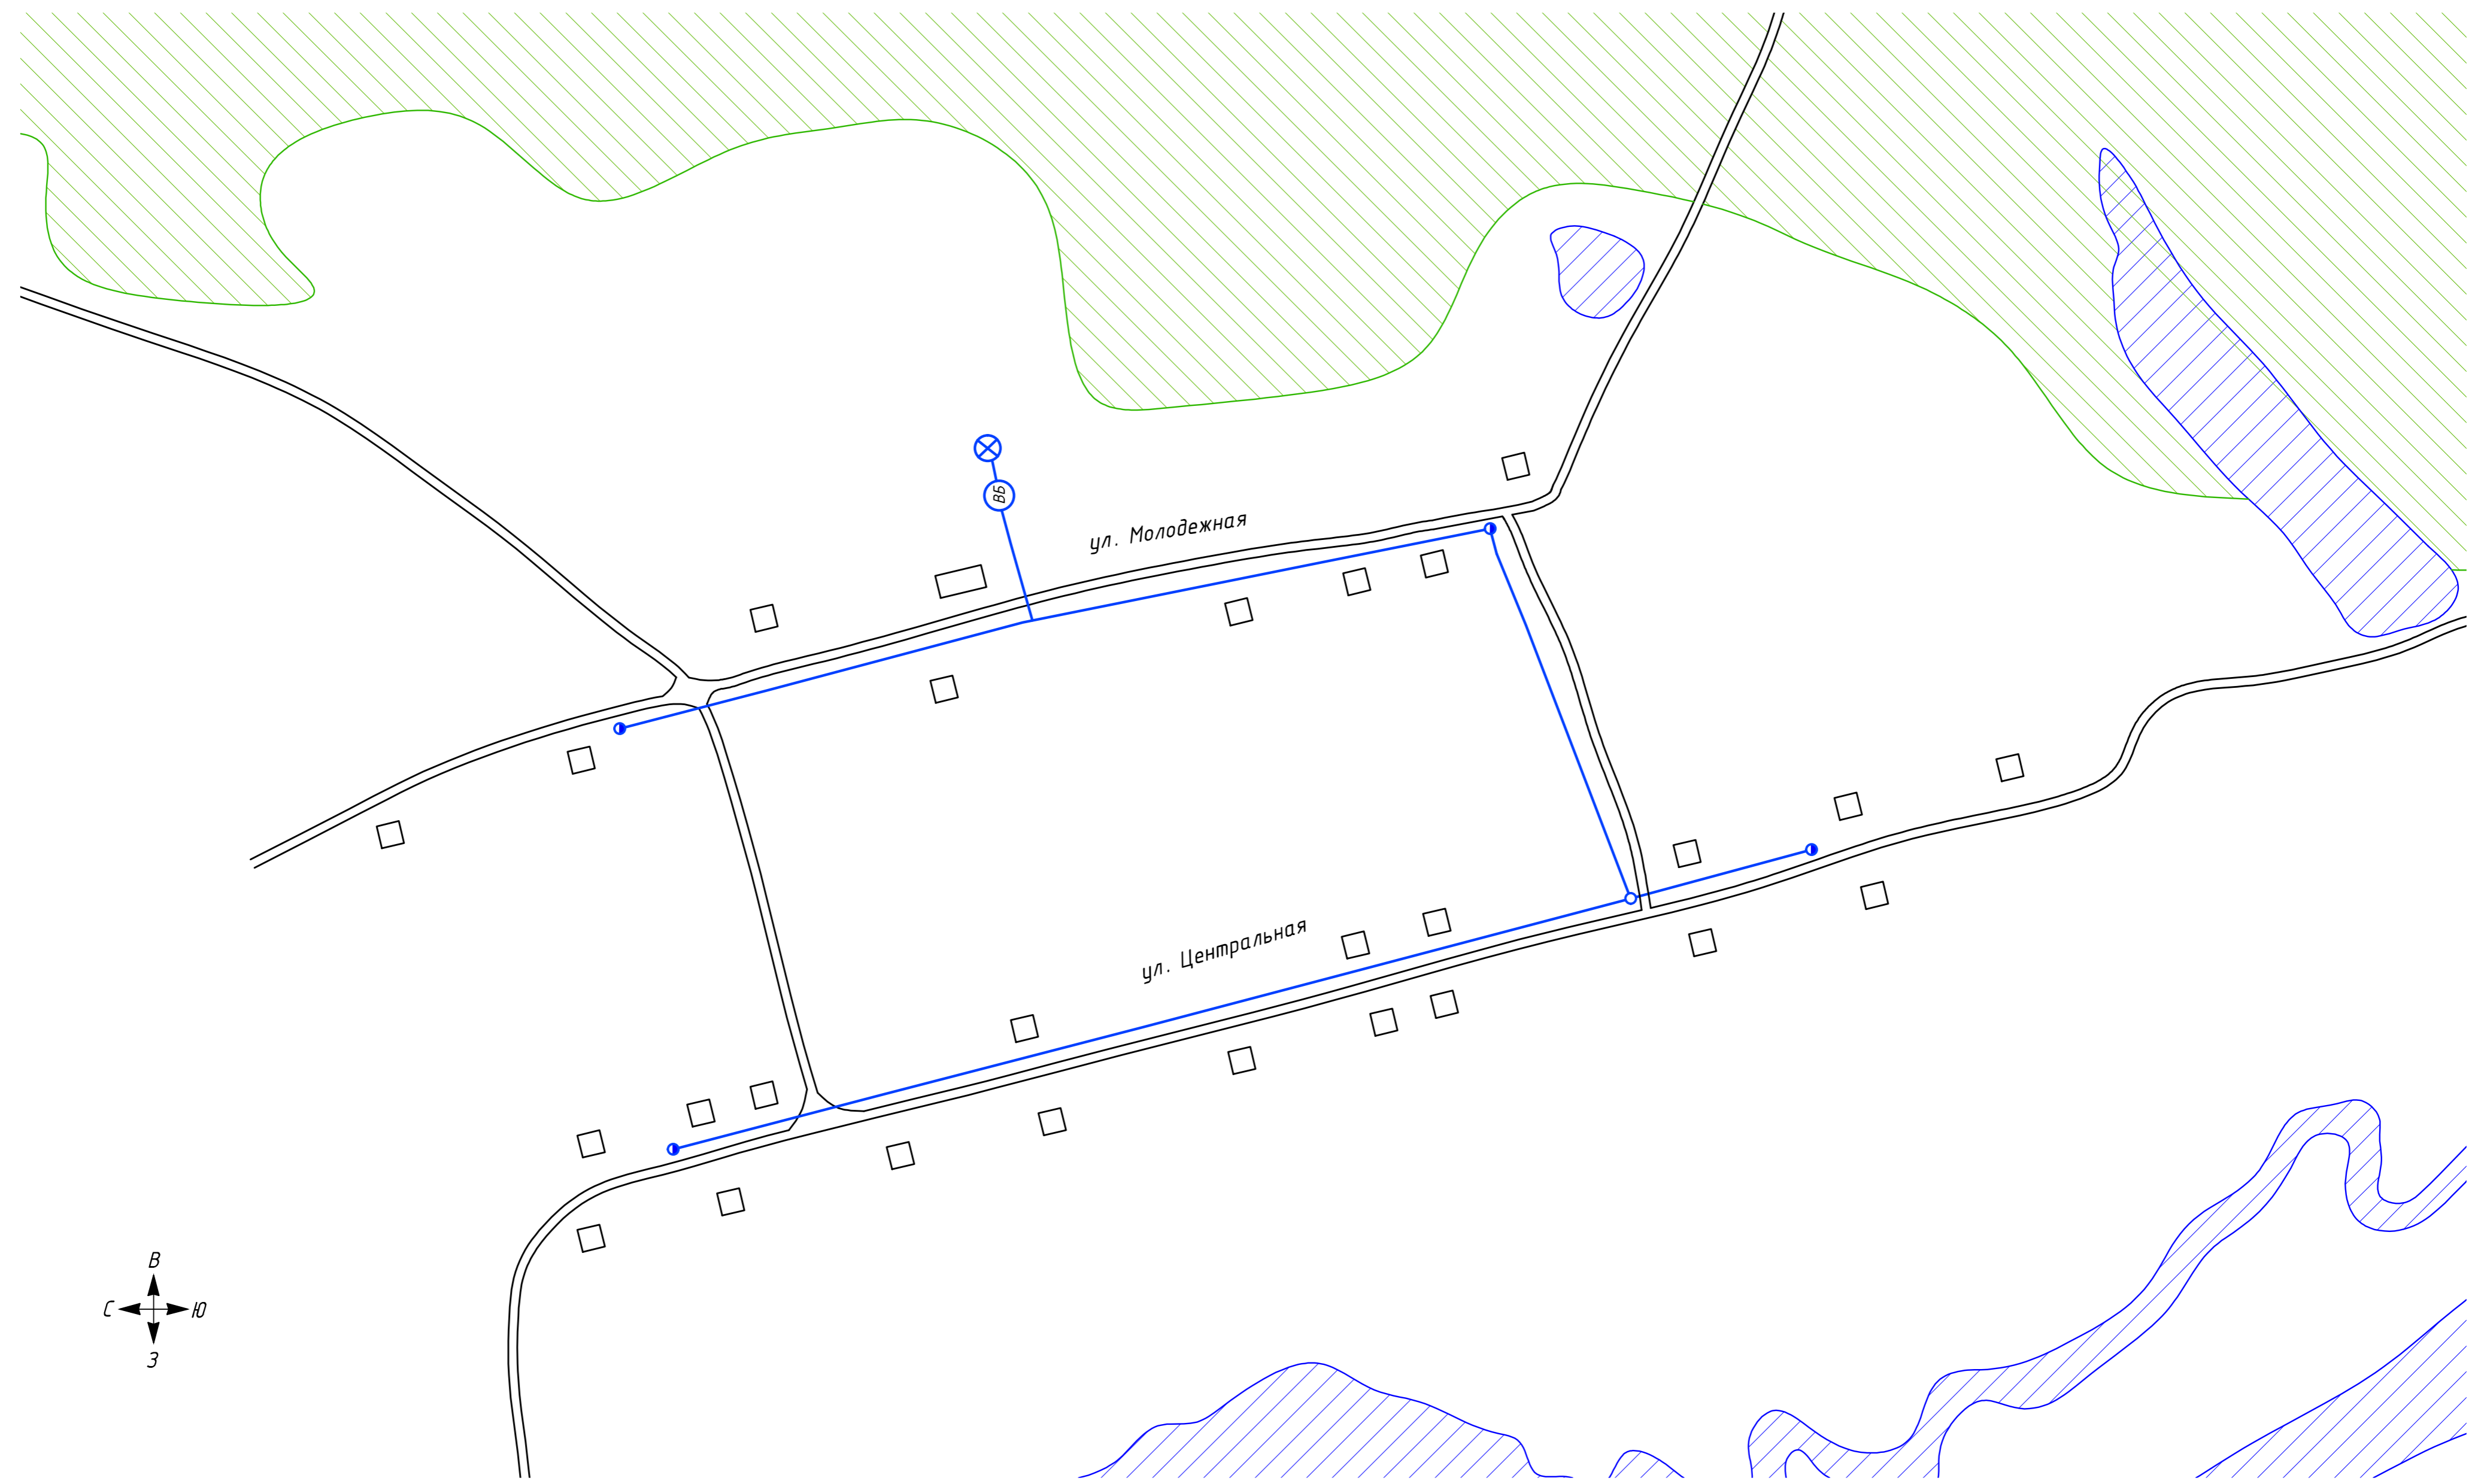 ВБ
ул. Молодежная
ул. Центральная
В
С Ю
З